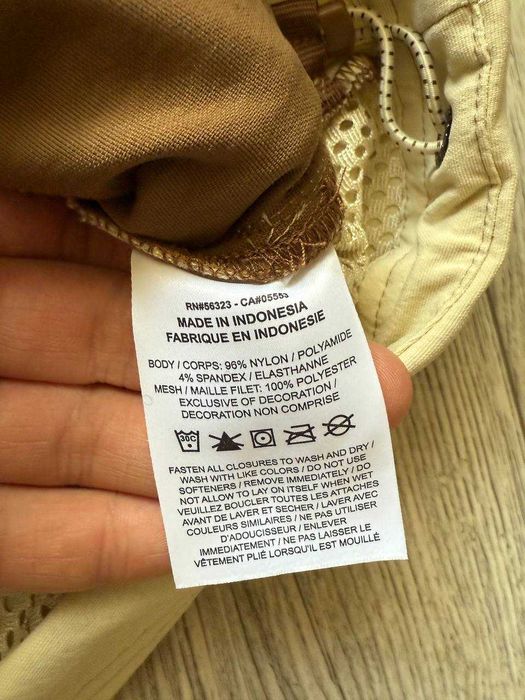 RN#56323 - CA#05553
MADE IN INDONESIA
FABRIQUE EN INDONESIE
BODY / CORPS: 96% NYLON / POLYAMIDE
4% SPANDEX / ELASTHANNE
MESH / MAILLE FILET: 100% POLYESTER
EXCLUSIVE OF DECORATION /
DECORATION NON COMPRISE
30C
FASTEN ALL CLOSURES TO WASH AND DRY /
WASH WITH LIKE COLORS / DO NOT USE
SOFTENERS / REMOVE IMMEDIATELY / DO
NOT ALLOW TO LAY ON ITSELF WHEN WET
VEUILLEZ BOUCLER TOUTES LES ATTACHES
AVANT DE LAVER ET SECHER / LAVER AVEC
COULEURS SIMILAIRES / NE PAS UTILISER
D'ADOUCISSEUR / ENLEVER
IMMEDIATEMENT / NE PAS LAISSER LE
VÊTEMENT PLIÉ LORSQU'IL EST MOUILLÉ